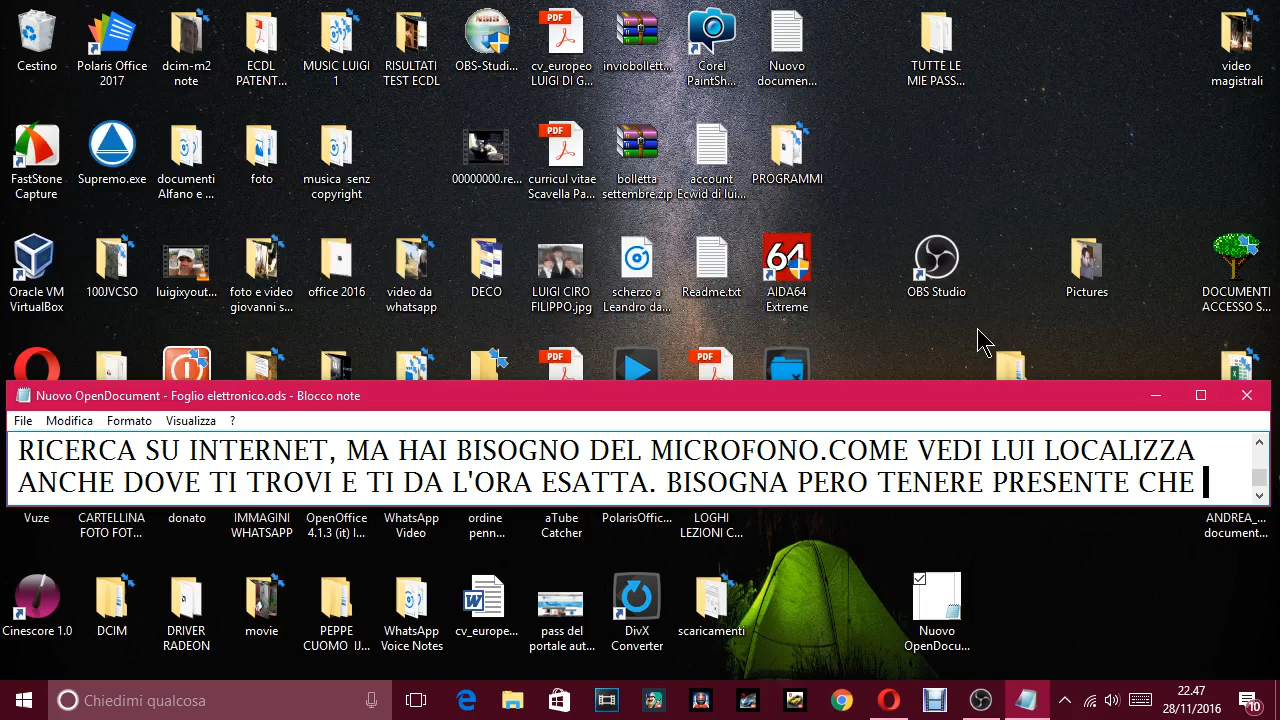 Cestino
Polaris Office
2017
dcim-m2
note
ECDL
PATENT...
MUSIC LUIGI
1
RISULTATI
TEST ECDL
NSIS
OBS-Studi...
PDF
cv_europeo
LUIGI DI G...
inviobollett...
Corel
PaintSh...
Nuovo
documen...
TUTTE LE
MIE PASS...
video
magistrali
FastStone
Capture
Supremo.exe
documenti
Alfano e ...
foto
musica senz
copyright
00000000.re...
PDF
curricul vitae
Scavella Pa...
bolletta
settembre.zip
account
Ecwid di lui...
PROGRAMMI
Oracle VM
VirtualBox
100JVCSO
luigixyout...
foto e video
giovanni s...
office 2016
video da
whatsapp
DECO
LUIGI CIRO
FILIPPO.jpg
scherzo a
Leandro da...
Readme.txt
64
AIDA64
Extreme
OBS Studio
Pictures
DOCUMENTI
ACCESSO S...
PDF
PDF
Nuovo OpenDocument - Foglio elettronico.ods - Blocco note
File Modifica Formato Visualizza ?
RICERCA SU INTERNET, MA HAI BISOGNO DEL MICROFONO.COME VEDI LUI LOCALIZZA
ANCHE DOVE TI TROVI E TI DA L'ORA ESATTA. BISOGNA PERO TENERE PRESENTE CHE
Vuze
CARTELLINA
FOTO FOT...
donato
IMMAGINI
WHATSAPP
OpenOffice
4.1.3 (it) I...
WhatsApp
Video
ordine
penn...
aTube
Catcher
PolarisOffic...
LOGHI
LEZIONI C...
ANDREA_...
document...
Cinescore 1.0
DCIM
DRIVER
RADEON
movie
PEPPE
CUOMO IJ...
WhatsApp
Voice Notes
W
cv_europe...
pass del
portale aut...
DivX
Converter
scaricamenti
Nuovo
OpenDocu...
Chiedimi qualcosa
22.47
28/11/2016
10